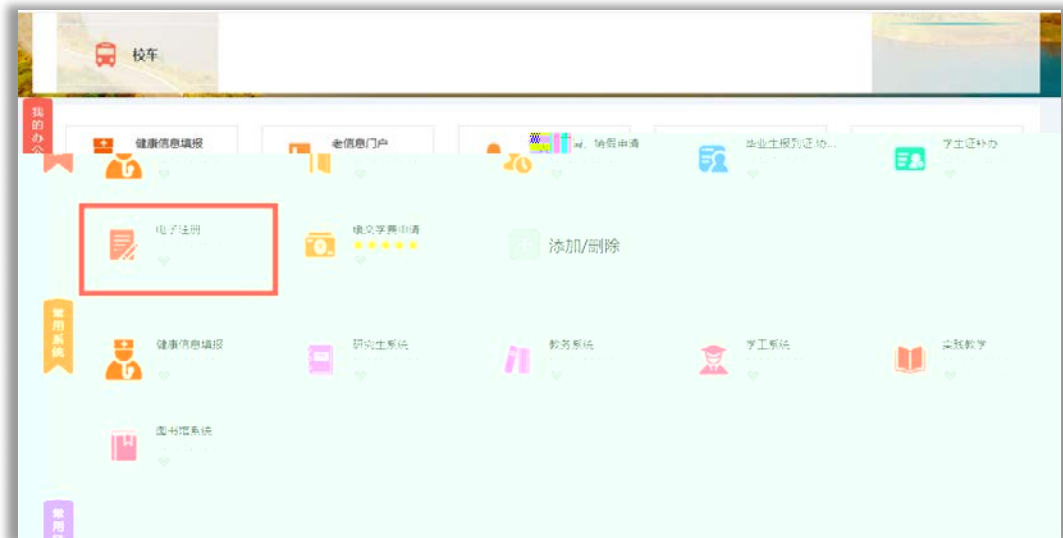 校车
我的办公
健康信息填报
老信息门户
销假申请
毕业生报到证协...
学生证补办
电子注册
缓交学费申请
添加/删除
常用系统
健康信息填报
研究生系统
教务系统
学工系统
实践教学
图书馆系统
常用